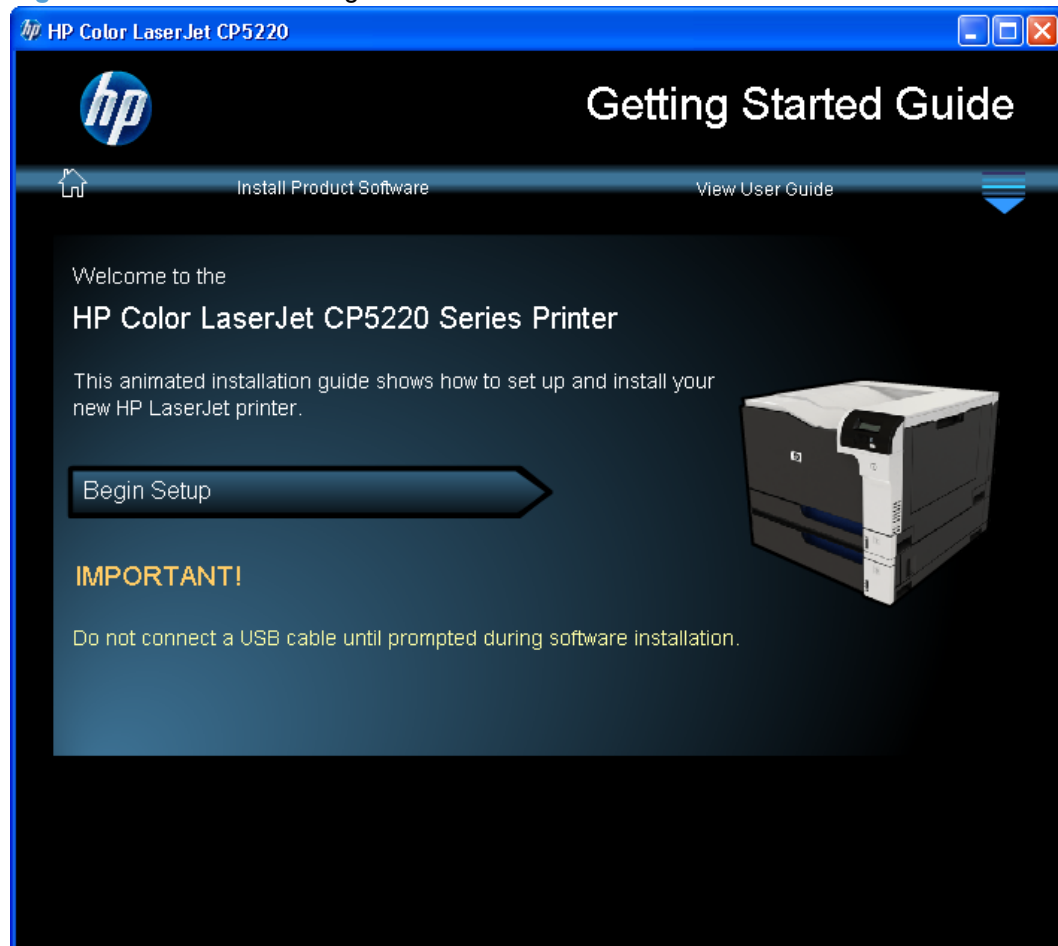 HP Color LaserJet CP5220
hp
Getting Started Guide
Install Product Software
View User Guide
Welcome to the
HP Color LaserJet CP5220 Series Printer
This animated installation guide shows how to set up and install your
new HP LaserJet printer.
Begin Setup
IMPORTANT!
Do not connect a USB cable until prompted during software installation.